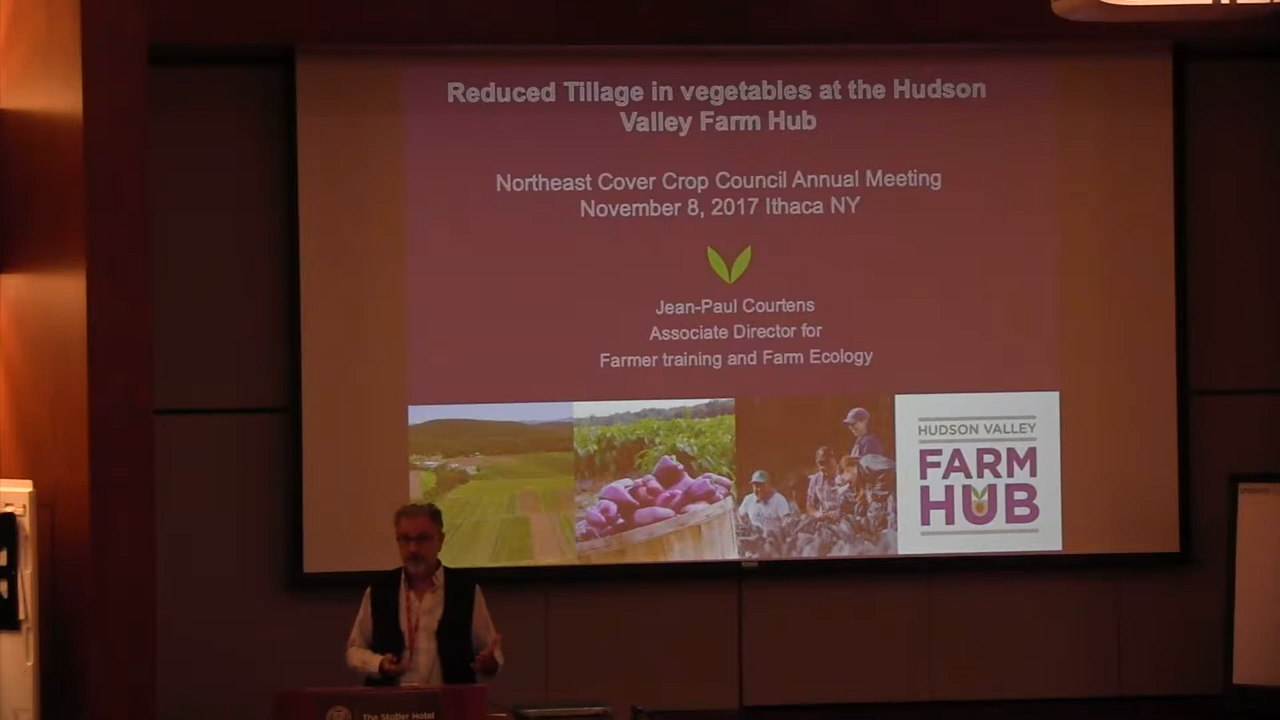 Reduced Tillage in vegetables at the Hudson
Valley Farm Hub
Northeast Cover Crop Council Annual Meeting
November 8, 2017 Ithaca NY
Jean-Paul Courtens
Associate Director for
Farmer training and Farm Ecology
HUDSON VALLEY
FARM
HUB
The Statler Hotel